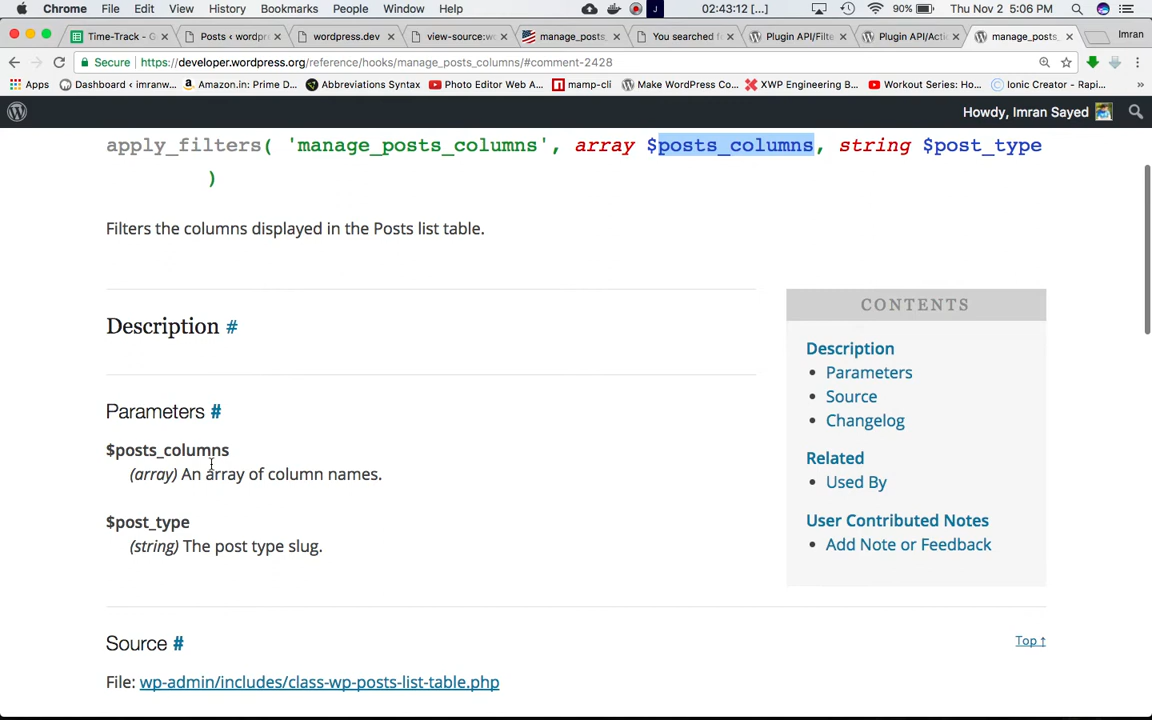 Chrome File Edit View History Bookmarks People Window Help 02:43:12 [...] 90% Thu Nov 2 5:06 PM
Time-Track - G Posts ‹ wordpr wordpress.dev view-source:w manage_posts_ You searched f Plugin API/Filte Plugin API/Acti manage_posts_ Imran
Secure https://developer.wordpress.org/reference/hooks/manage_posts_columns/#comment-2428
Apps Dashboard ‹ imranw... Amazon.in: Prime D... Abbreviations Syntax Photo Editor Web A... mamp-cli Make WordPress Co... XWP Engineering B... Workout Series: Ho... Ionic Creator - Rapi... »
Howdy, Imran Sayed
apply_filters( 'manage_posts_columns', array $posts_columns, string $post_type
)
Filters the columns displayed in the Posts list table.
CONTENTS
Description #
Description
Parameters
Source
Changelog
Parameters #
$posts_columns
(array) An array of column names.
Related
Used By
$post_type
(string) The post type slug.
User Contributed Notes
Add Note or Feedback
Source #
Top ↑
File: wp-admin/includes/class-wp-posts-list-table.php